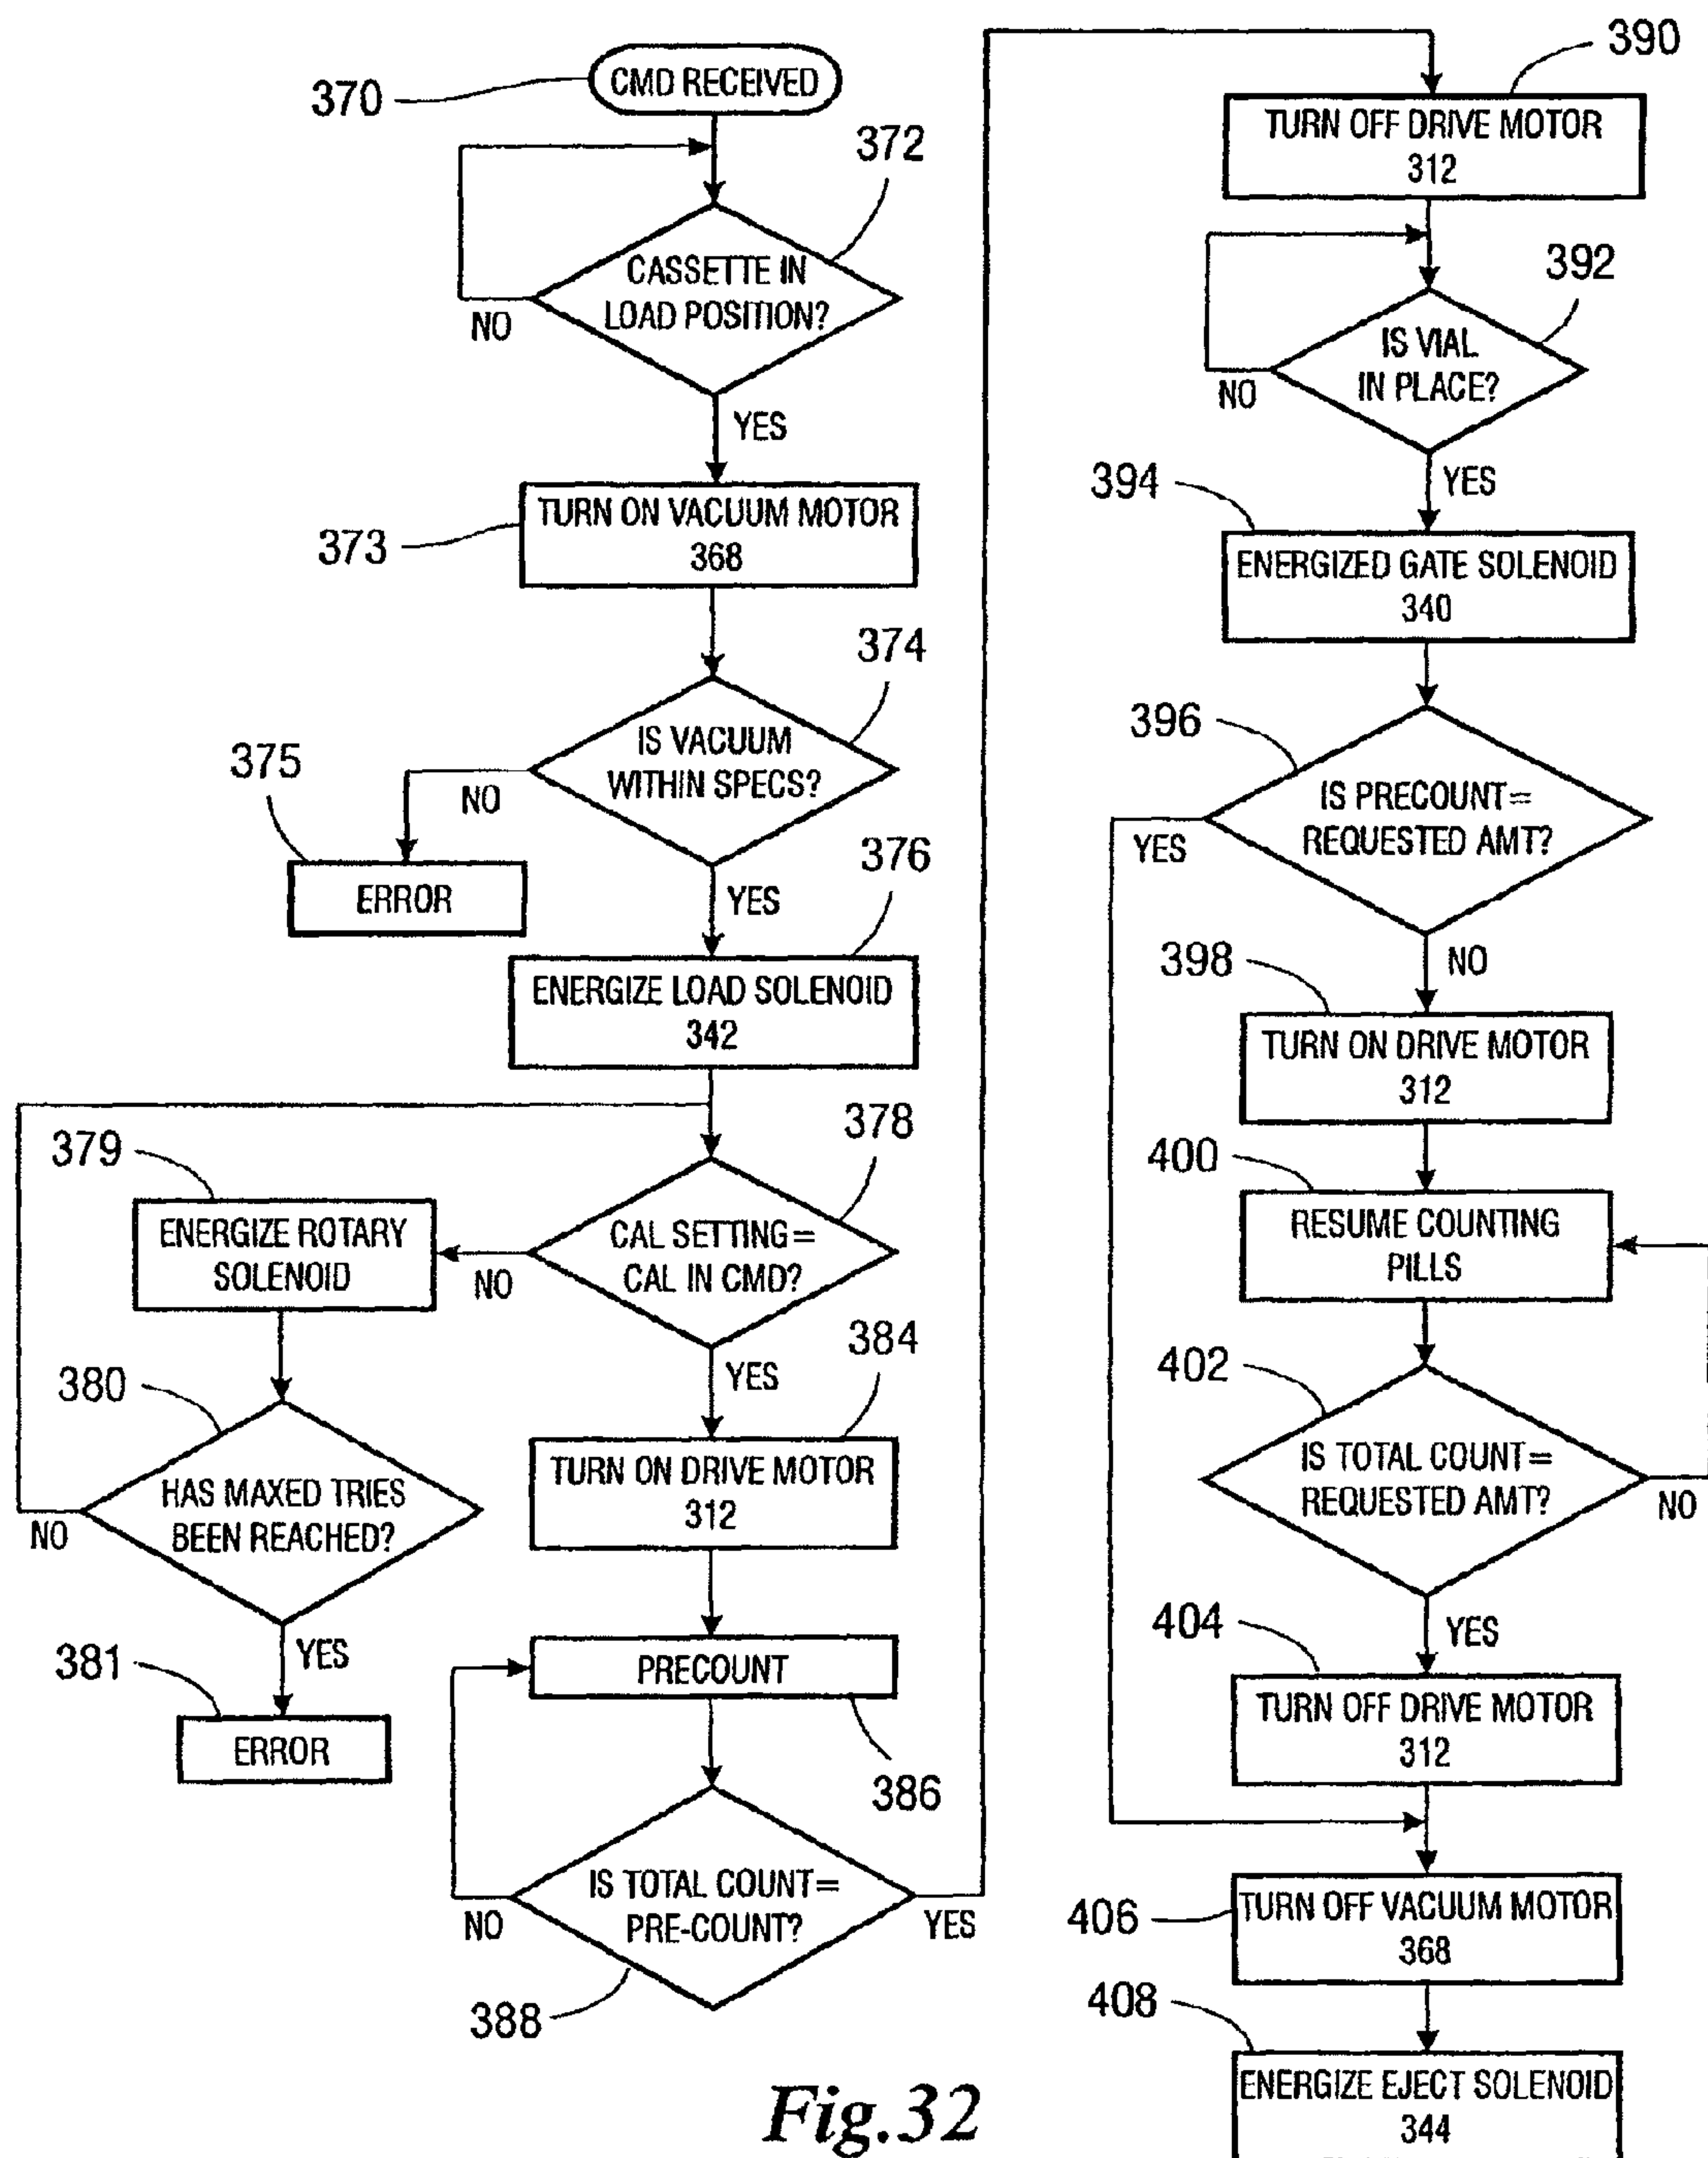 370
CMD RECEIVED
372
CASSETTE IN
LOAD POSITION?
NO
YES
373
TURN ON VACUUM MOTOR
368
374
IS VACUUM
WITHIN SPECS?
NO
375
ERROR
YES
376
ENERGIZE LOAD SOLENOID
342
378
CAL SETTING=
CAL IN CMD?
NO
379
ENERGIZE ROTARY
SOLENOID
380
HAS MAXED TRIES
BEEN REACHED?
NO
YES
381
ERROR
YES
384
TURN ON DRIVE MOTOR
312
PRECOUNT
386
IS TOTAL COUNT=
PRE-COUNT?
NO
YES
388
390
TURN OFF DRIVE MOTOR
312
392
IS VIAL
IN PLACE?
NO
YES
394
ENERGIZED GATE SOLENOID
340
396
IS PRECOUNT=
REQUESTED AMT?
YES
NO
398
TURN ON DRIVE MOTOR
312
400
RESUME COUNTING
PILLS
402
IS TOTAL COUNT=
REQUESTED AMT?
NO
YES
404
TURN OFF DRIVE MOTOR
312
406
TURN OFF VACUUM MOTOR
368
408
ENERGIZE EJECT SOLENOID
344
Fig.32